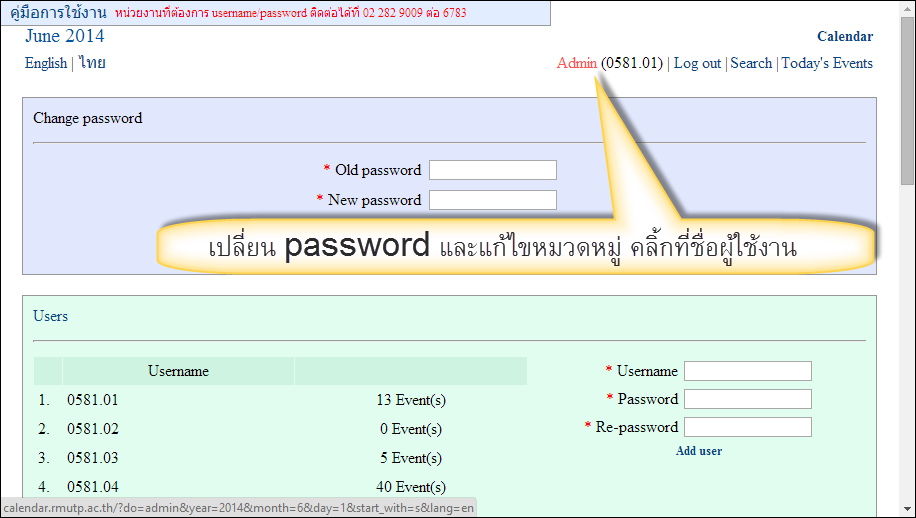 คู่มือการใช้งาน หน่วยงานที่ต้องการ username/password ติดต่อได้ที่ 02 282 9009 ต่อ 6783
June 2014
Calendar
English | ไทย
Admin (0581.01) | Log out | Search | Today's Events
Change password
* Old password
* New password
เปลี่ยน password และแก้ไขหมวดหมู่ คลิ้กที่ชื่อผู้ใช้งาน
Users
Username
1. 0581.01 13 Event(s)
2. 0581.02 0 Event(s)
3. 0581.03 5 Event(s)
4. 0581.04 40 Event(s)
* Username
* Password
* Re-password
Add user
calendar.rmutp.ac.th/?do=admin&year=2014&month=6&day=1&start_with=s&lang=en